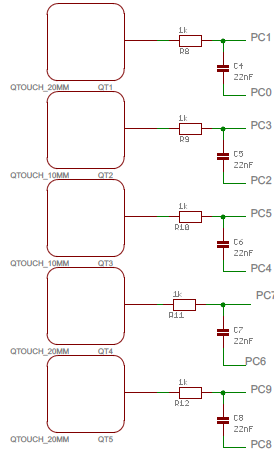 1k
PC1
R8
C4
22nF
QTOUCH_20MM QT1
PC0
1k
PC3
R9
C5
22nF
QTOUCH_10MM QT2
PC2
1k
PC5
R10
C6
22nF
QTOUCH_10MM QT3
PC4
1k
PC7
R11
C7
22nF
QTOUCH_20MM QT4
PC6
1k
PC9
R12
C8
22nF
QTOUCH_20MM QT5
PC8